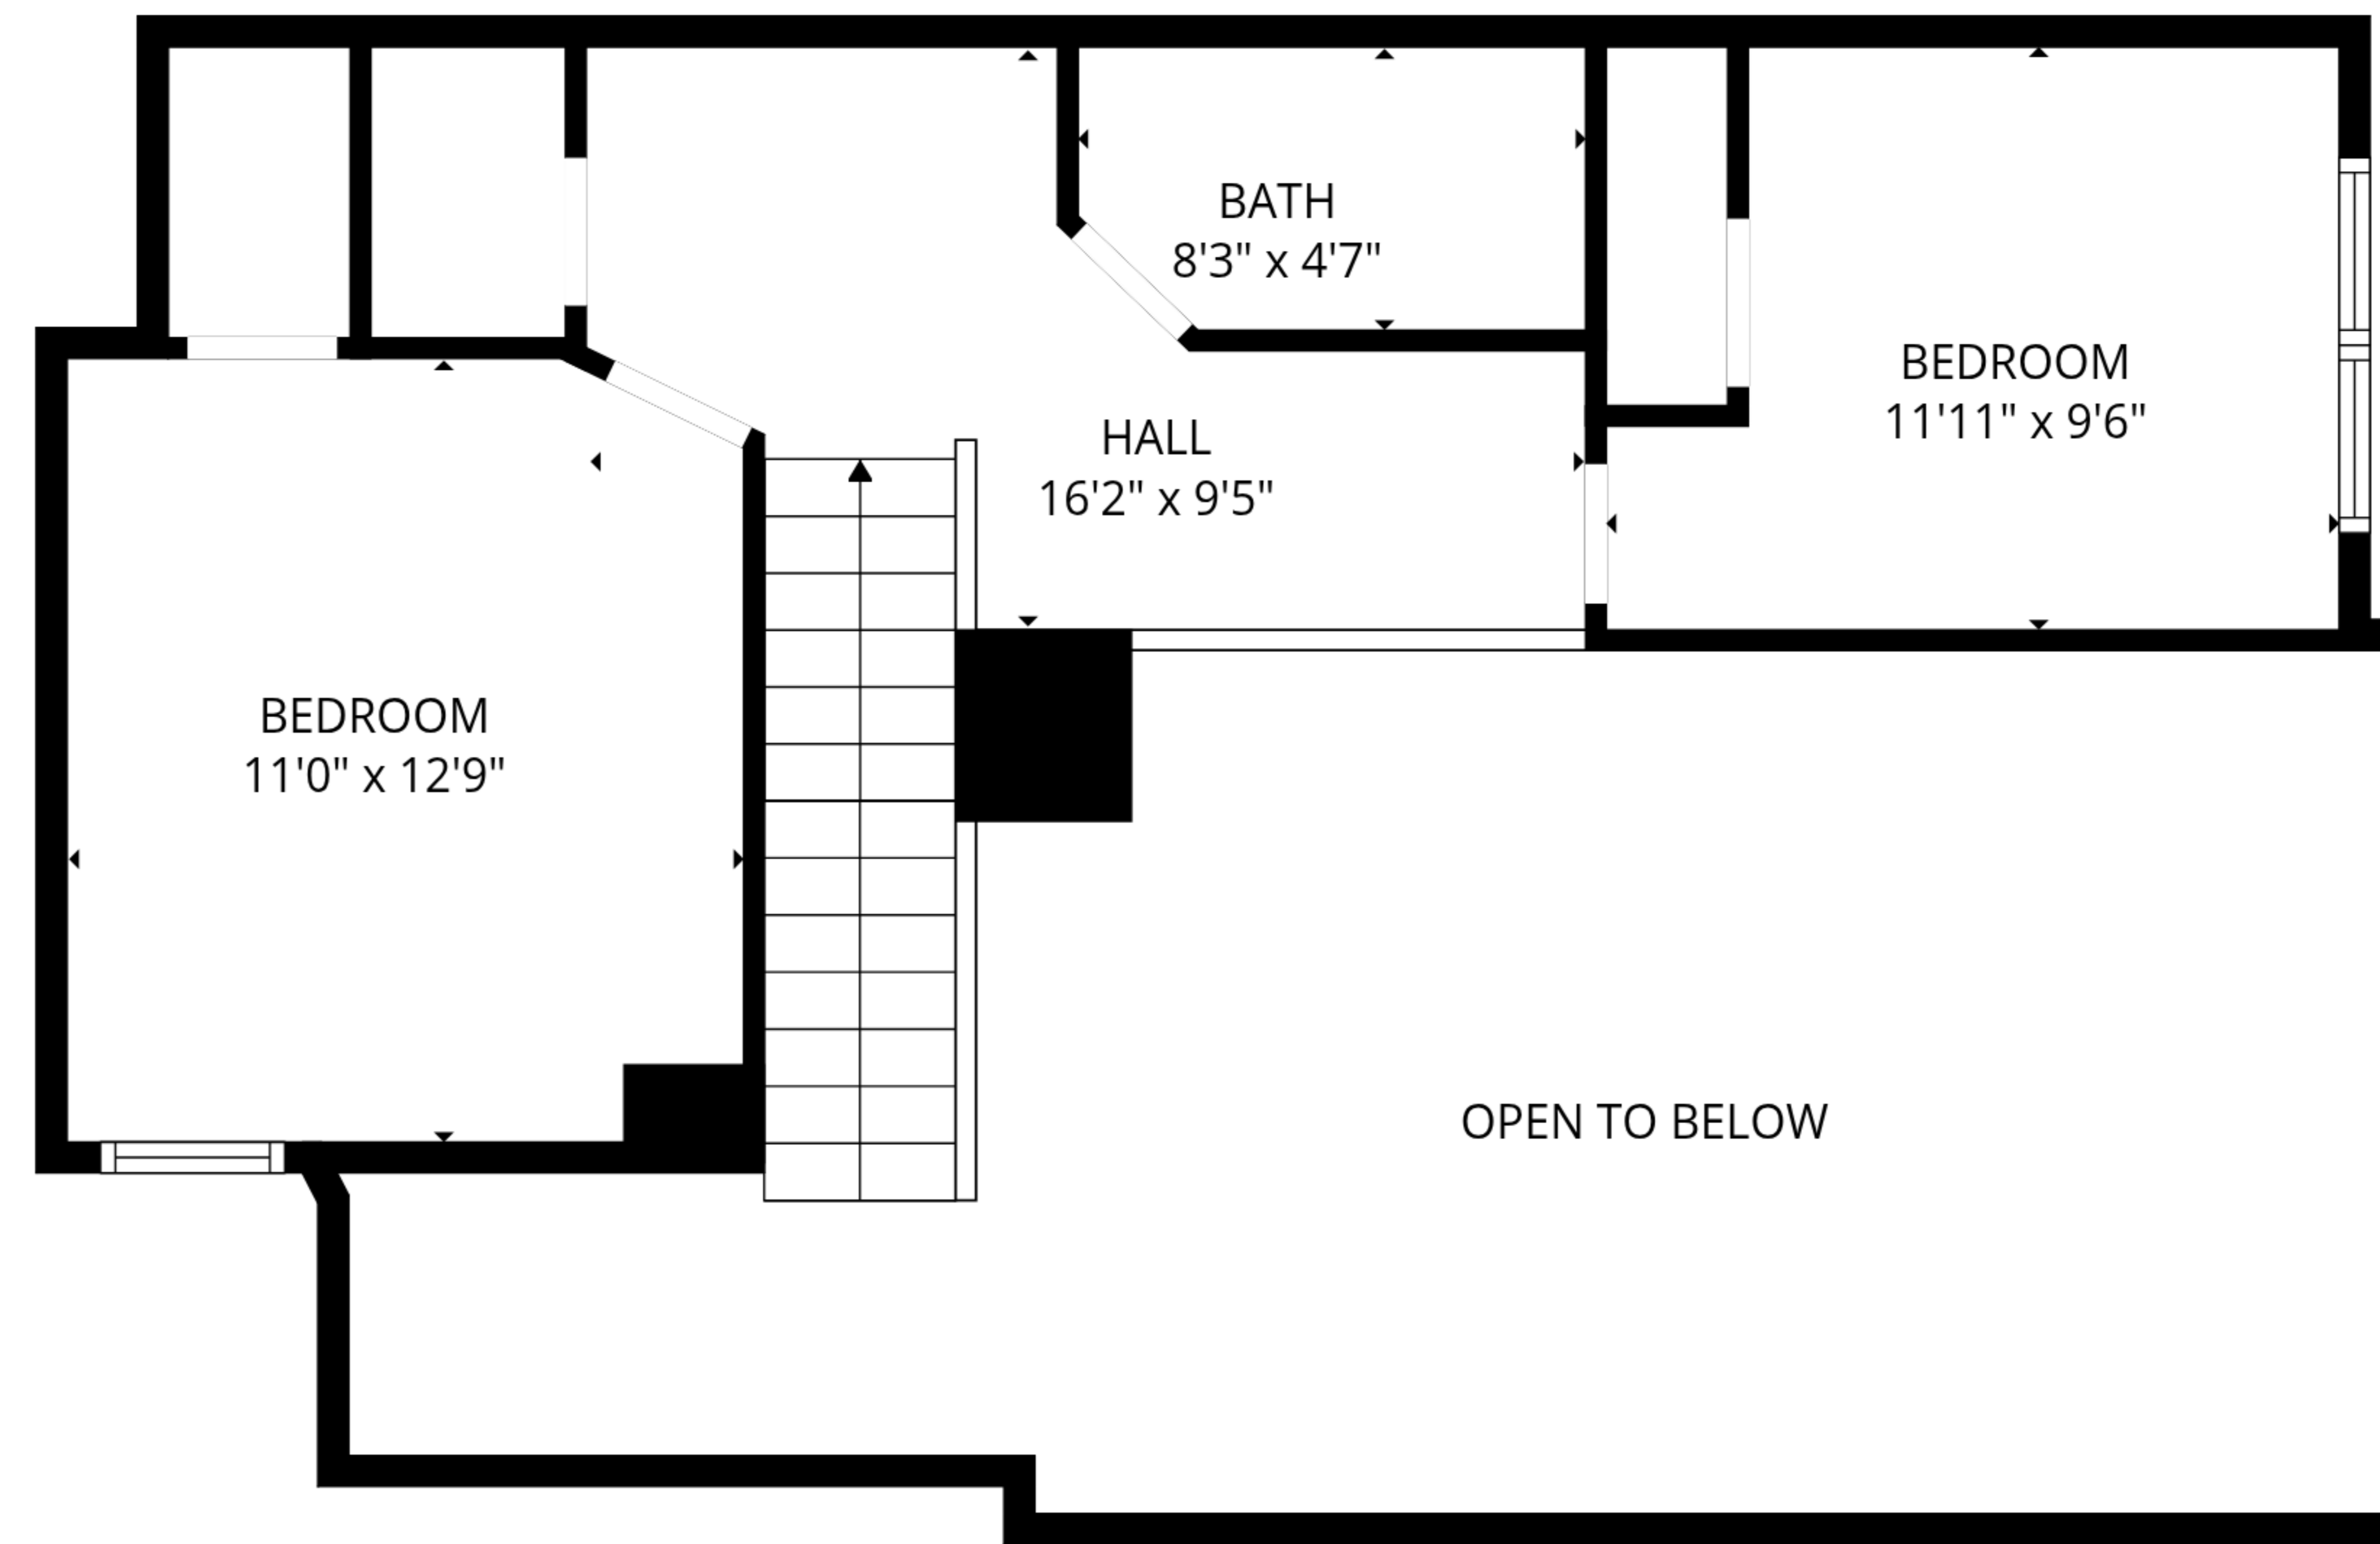 BATH
8'3" x 4'7"
BEDROOM
11'11" x 9'6"
HALL
16'2" x 9'5"
BEDROOM
11'0" x 12'9"
OPEN TO BELOW